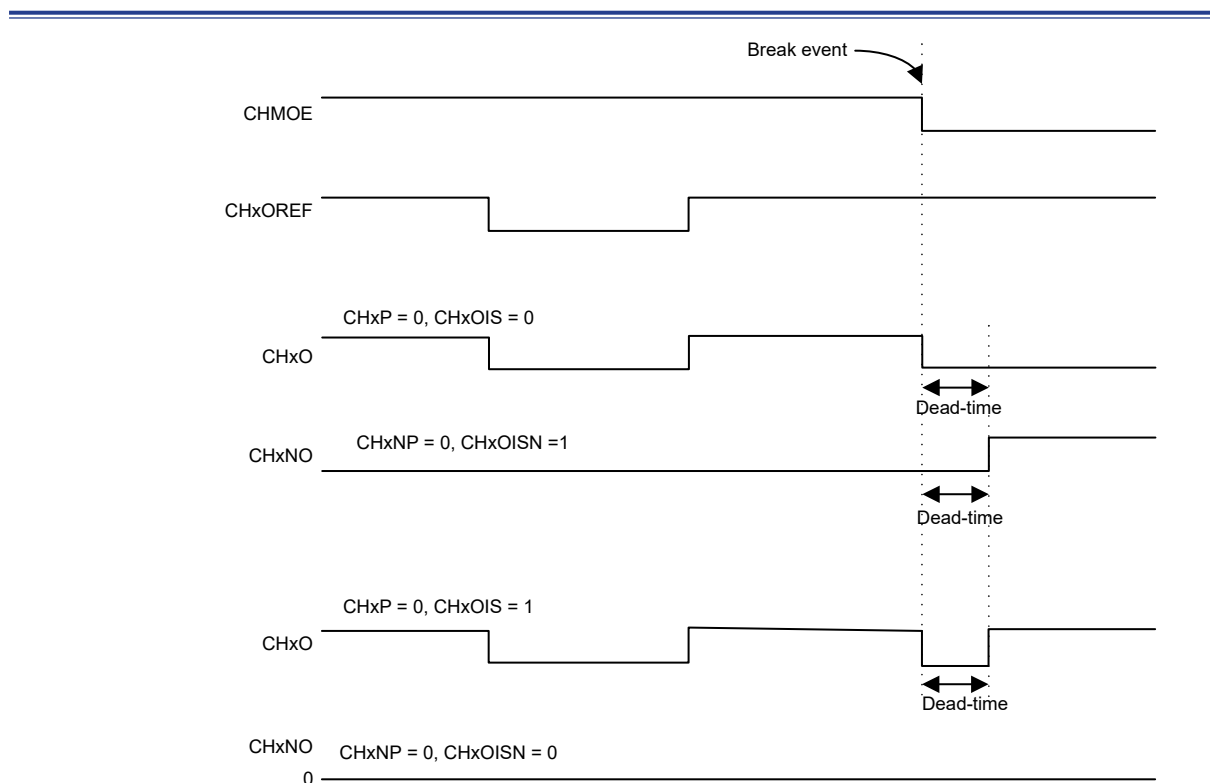 Break event
CHMOE
CHxOREF
CHxP = 0, CHxOIS = 0
CHxO
Dead-time
CHxNP = 0, CHxOISN =1
CHxNO
Dead-time
CHxP = 0, CHxOIS = 1
CHxO
Dead-time
CHxNO
CHxNP = 0, CHxOISN = 0
0